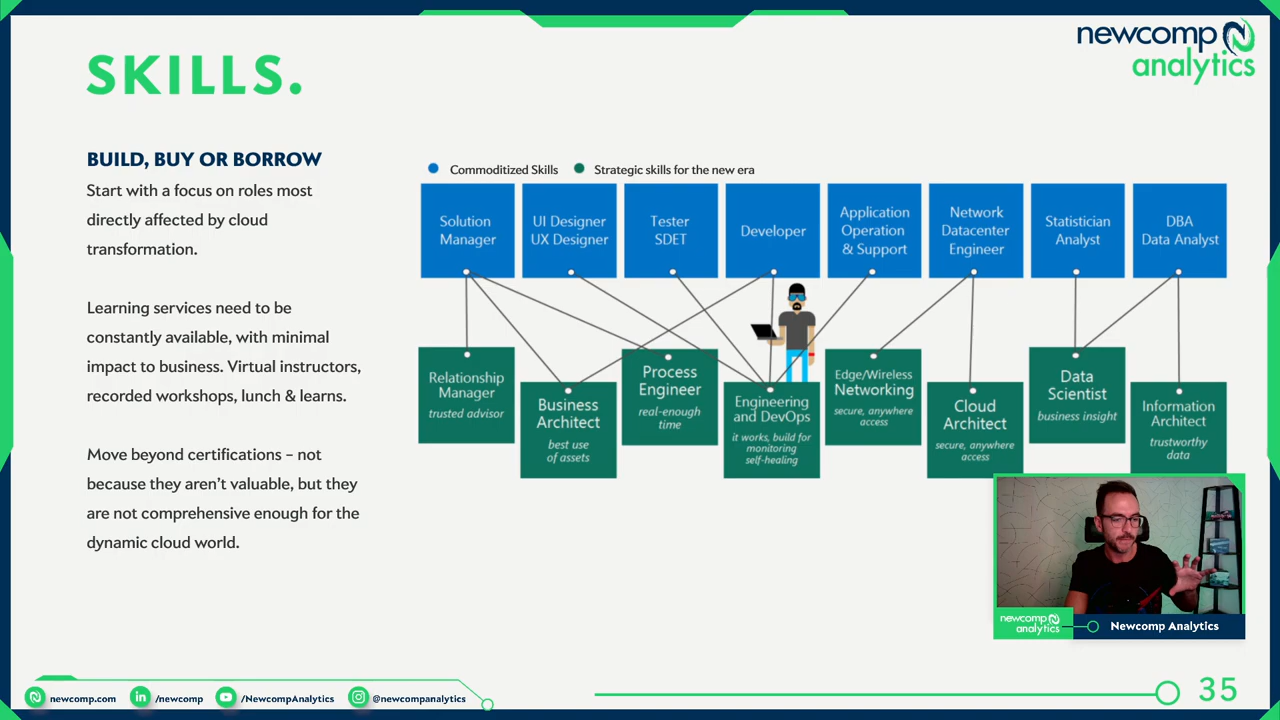 newcomp
analytics
SKILLS.
BUILD, BUY OR BORROW
Start with a focus on roles most
directly affected by cloud
transformation.
Learning services need to be
constantly available, with minimal
impact to business. Virtual instructors,
recorded workshops, lunch & learns.
Move beyond certifications – not
because they aren’t valuable, but they
are not comprehensive enough for the
dynamic cloud world.
Commoditized Skills
Strategic skills for the new era
Solution
Manager
UI Designer
UX Designer
Tester
SDET
Developer
Application
Operation
& Support
Network
Datacenter
Engineer
Statistician
Analyst
DBA
Data Analyst
Relationship
Manager
trusted advisor
Business
Architect
best use
of assets
Process
Engineer
real-enough
time
Engineering
and DevOps
it works, build for
monitoring
self-healing
Edge/Wireless
Networking
secure, anywhere
access
Cloud
Architect
secure, anywhere
access
Data
Scientist
business insight
Information
Architect
trustworthy
data
newcomp
analytics
Newcomp Analytics
newcomp.com
/newcomp
/NewcompAnalytics
@newcompanalytics
35